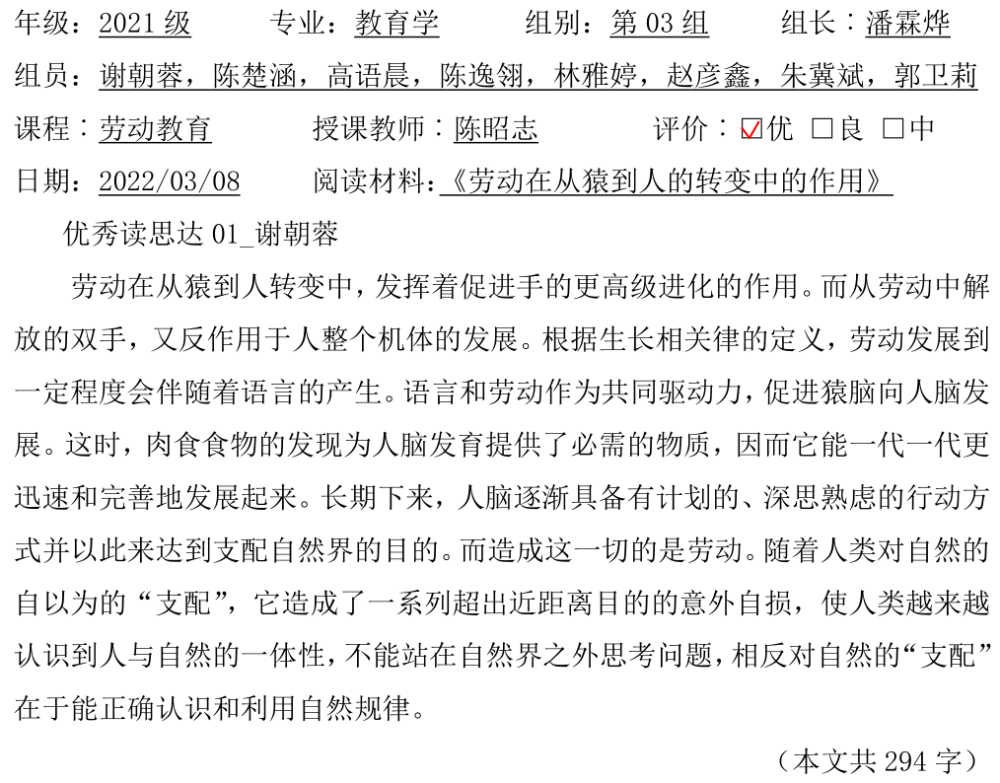 年级：2021 级 专业：教育学 组别：第 03 组 组长：潘霖烨
组员：谢朝蓉，陈楚涵，高语晨，陈逸翎，林雅婷，赵彦鑫，朱冀斌，郭卫莉
课程：劳动教育 授课教师：陈昭志 评价：☑优 □良 □中
日期：2022/03/08 阅读材料：《劳动在从猿到人的转变中的作用》
优秀读思达 01_谢朝蓉
劳动在从猿到人转变中，发挥着促进手的更高级进化的作用。而从劳动中解
放的双手，又反作用于人整个机体的发展。根据生长相关律的定义，劳动发展到
一定程度会伴随着语言的产生。语言和劳动作为共同驱动力，促进猿脑向人脑发
展。这时，肉食食物的发现为人脑发育提供了必需的物质，因而它能一代一代更
迅速和完善地发展起来。长期下来，人脑逐渐具备有计划的、深思熟虑的行动方
式并以此来达到支配自然界的目的。而造成这一切的是劳动。随着人类对自然的
自以为的“支配”，它造成了一系列超出近距离目的的意外自损，使人类越来越
认识到人与自然的一体性，不能站在自然界之外思考问题，相反对自然的“支配”
在于能正确认识和利用自然规律。
（本文共 294 字）